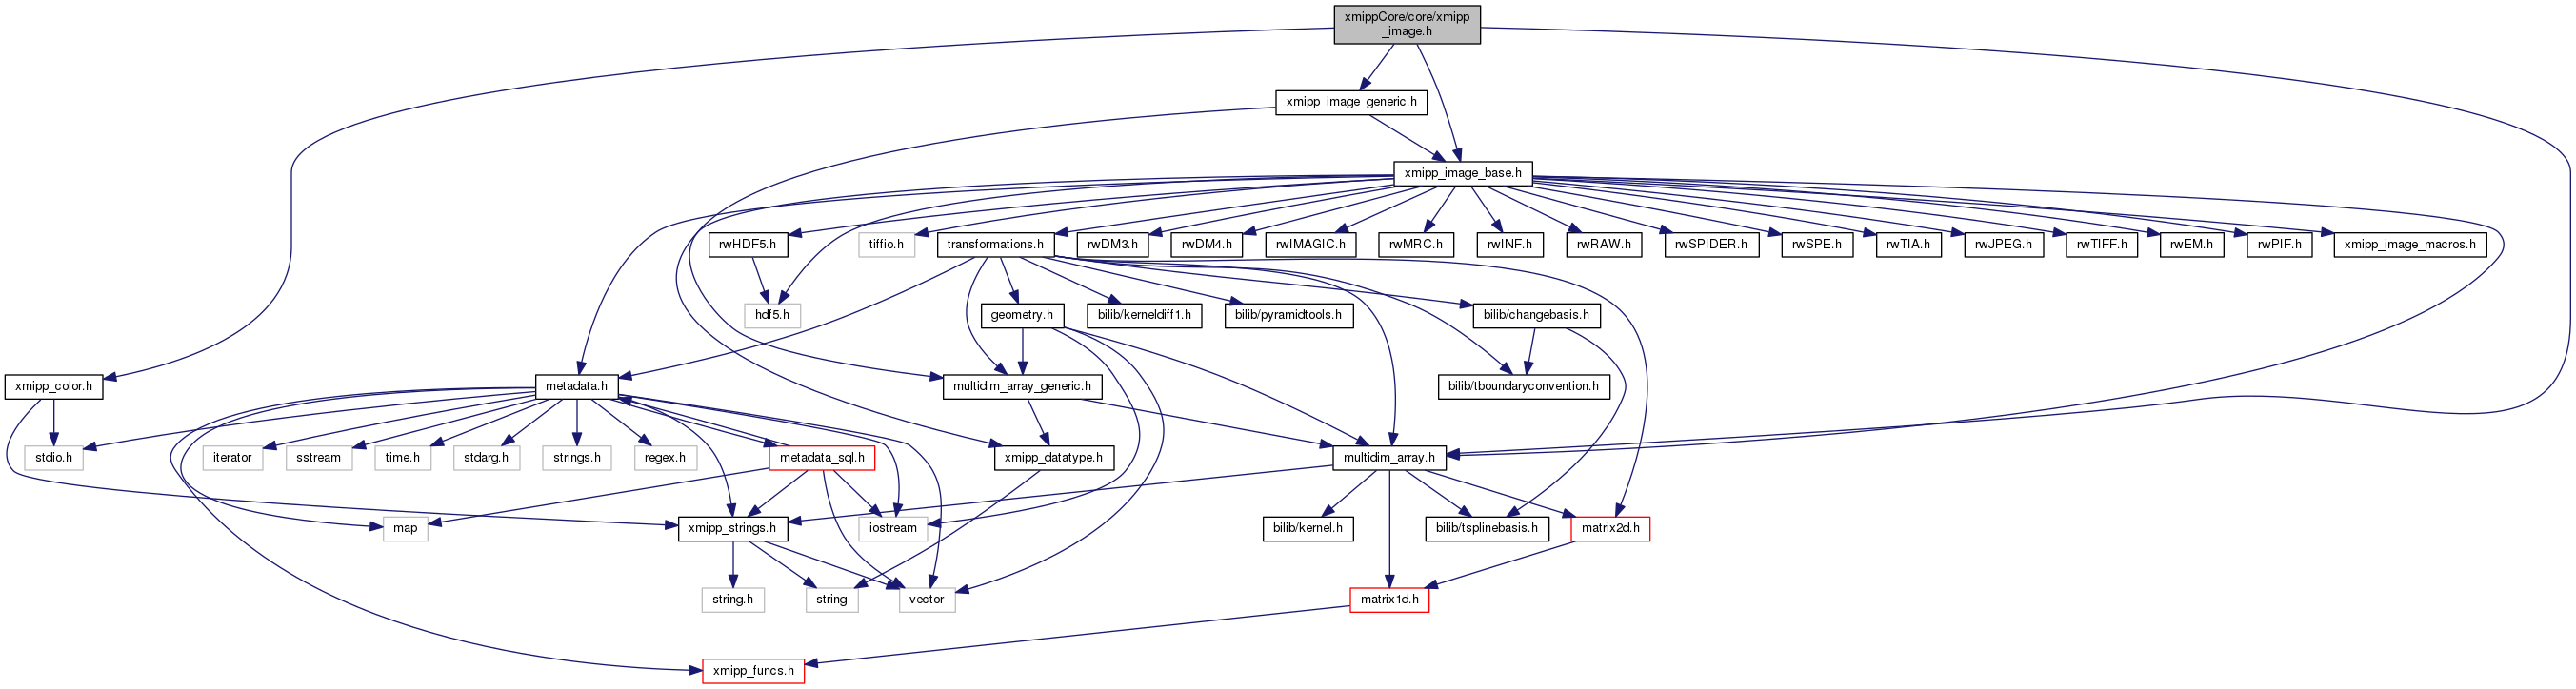 xmippCore/core/xmipp
_image.h
xmipp_image_generic.h
xmipp_image_base.h
rwHDF5.h
tiffio.h
transformations.h
rwDM3.h
rwDM4.h
rwIMAGIC.h
rwMRC.h
rwINF.h
rwRAW.h
rwSPIDER.h
rwSPE.h
rwTIA.h
rwJPEG.h
rwTIFF.h
rwEM.h
rwPIF.h
xmipp_image_macros.h
hdf5.h
geometry.h
bilib/kerneldiff1.h
bilib/pyramidtools.h
bilib/changebasis.h
xmipp_color.h
metadata.h
multidim_array_generic.h
bilib/tboundaryconvention.h
stdio.h
iterator
sstream
time.h
stdarg.h
strings.h
regex.h
metadata_sql.h
xmipp_datatype.h
multidim_array.h
map
xmipp_strings.h
iostream
bilib/kernel.h
bilib/tsplinebasis.h
matrix2d.h
string.h
string
vector
matrix1d.h
xmipp_funcs.h